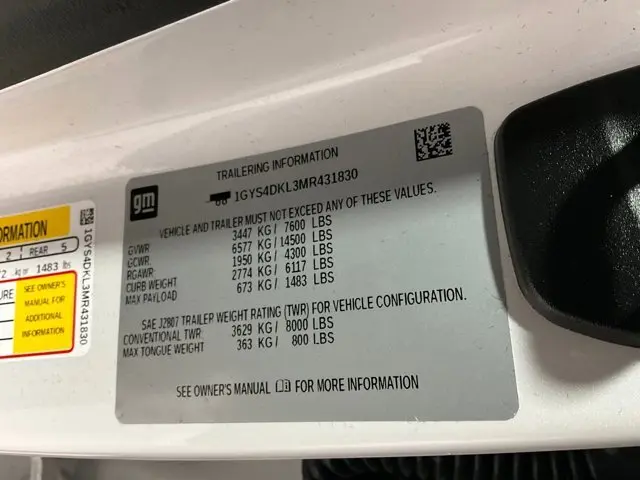 TRAILERING INFORMATION
gm
1GYS4DKL3MR431830
VEHICLE AND TRAILER MUST NOT EXCEED ANY OF THESE VALUES.
GVWR 3447 KG / 7600 LBS
GCWR 6577 KG / 14500 LBS
RGAWR 1950 KG / 4300 LBS
CURB WEIGHT 2774 KG / 6117 LBS
MAX PAYLOAD 673 KG / 1483 LBS
SAE J2807 TRAILER WEIGHT RATING (TWR) FOR VEHICLE CONFIGURATION.
CONVENTIONAL TWR: 3629 KG / 8000 LBS
MAX TONGUE WEIGHT 363 KG / 800 LBS
SEE OWNER'S MANUAL FOR MORE INFORMATION
ORMATION
2 REAR 5
kg or 1483 lbs
SEE OWNER'S
MANUAL FOR
ADDITIONAL
INFORMATION
1GYS4DKL3MR431830